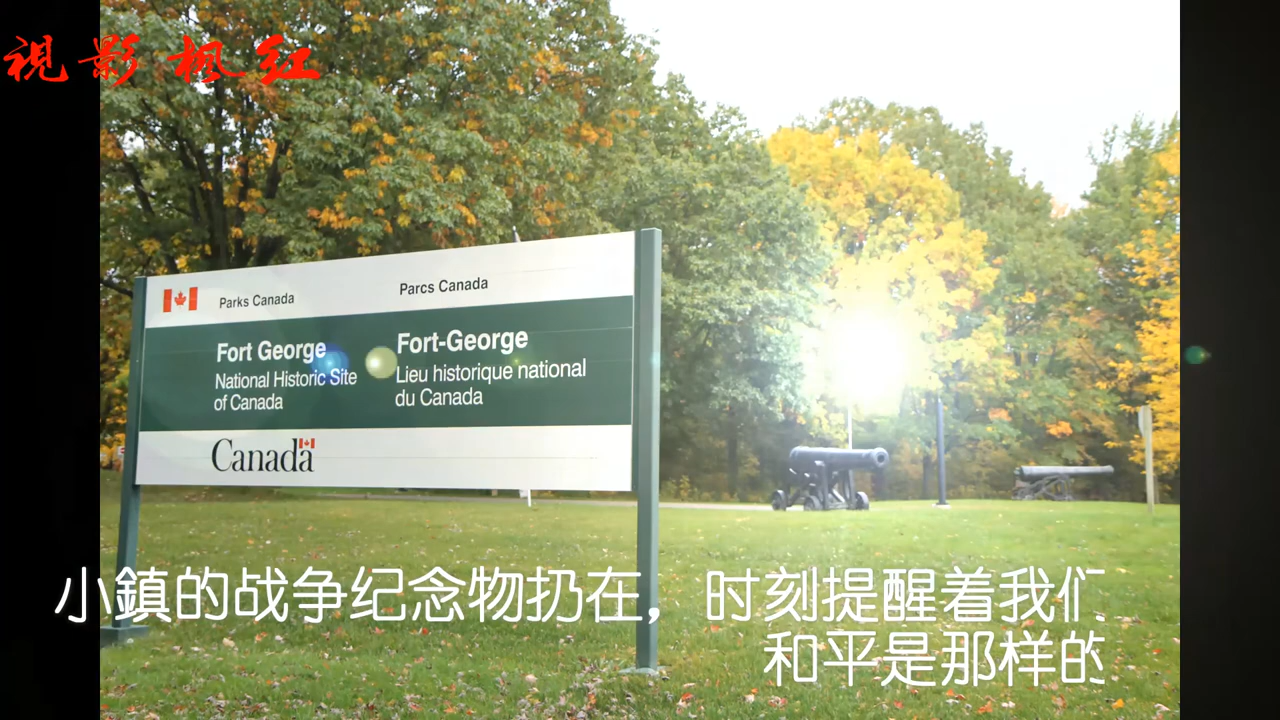 視影枫红
Parks Canada
Fort George
National Historic Site
of Canada
Parcs Canada
Fort-George
Lieu historique national
du Canada
Canada
小鎮的战争纪念物扔在，时刻提醒着我们
和平是那样的